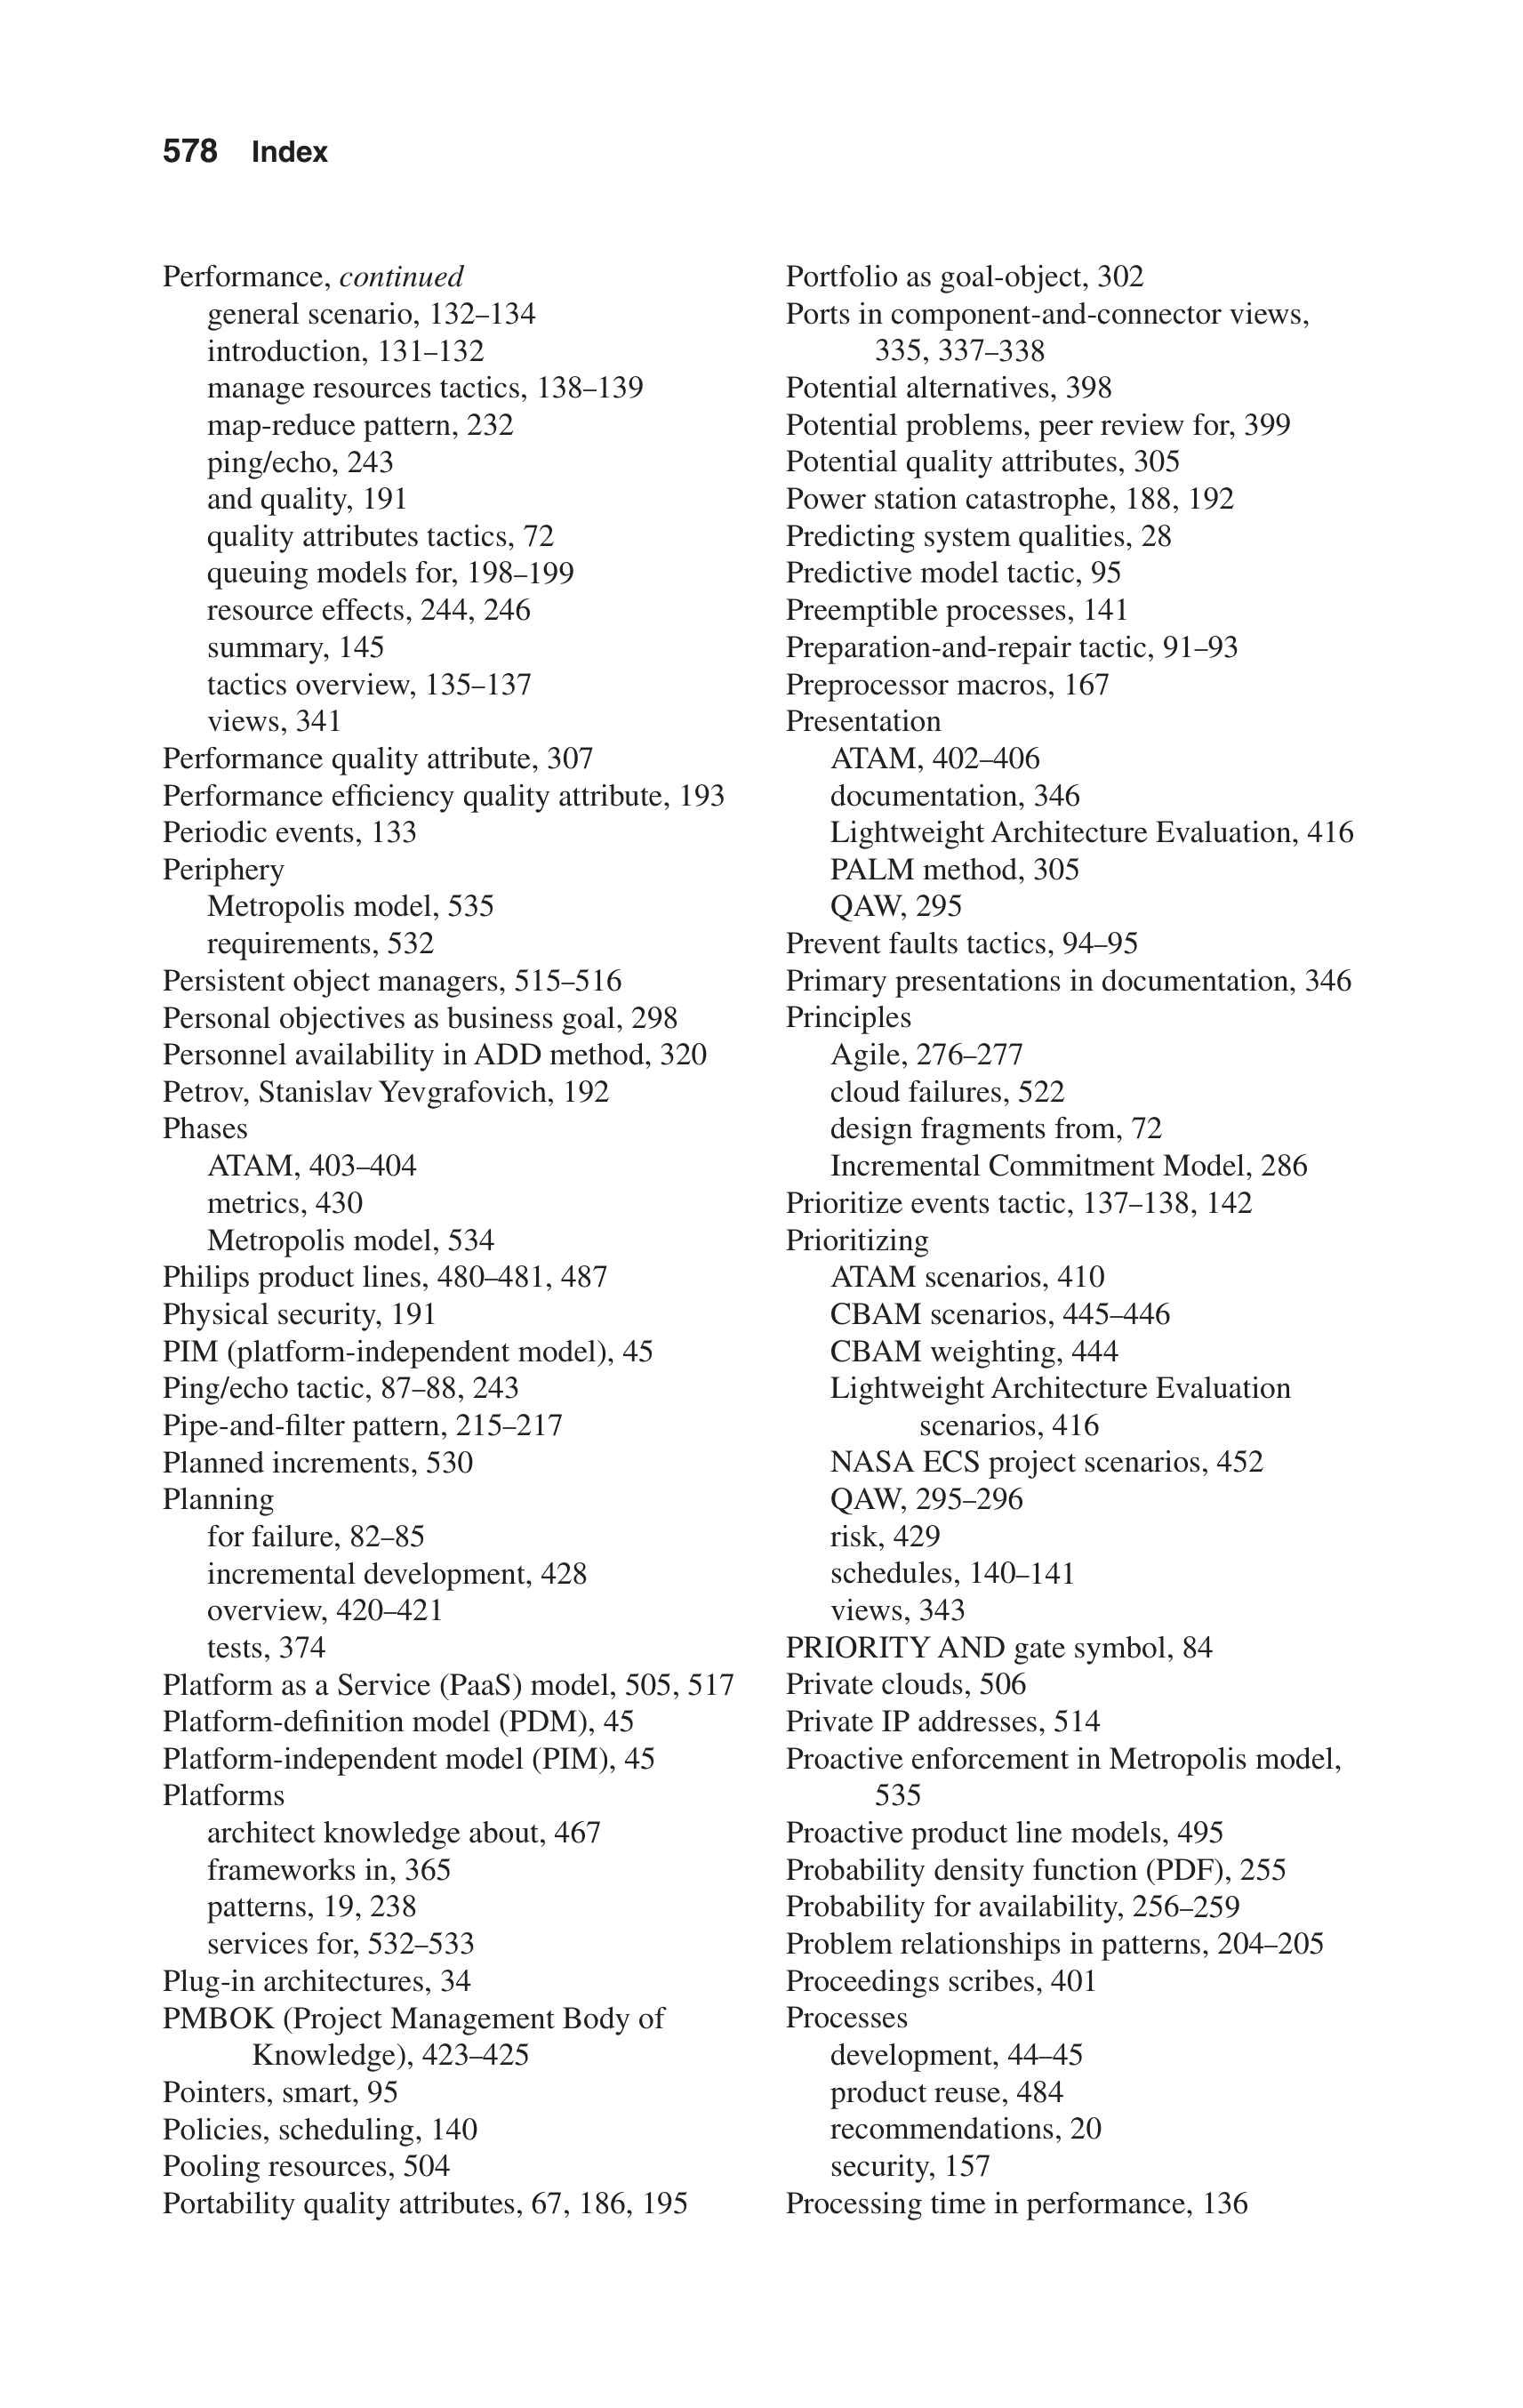 578 Index
Performance, continued
general scenario, 132–134
introduction, 131–132
manage resources tactics, 138–139
map-reduce pattern, 232
ping/echo, 243
and quality, 191
quality attributes tactics, 72
queuing models for, 198–199
resource effects, 244, 246
summary, 145
tactics overview, 135–137
views, 341
Performance quality attribute, 307
Performance efficiency quality attribute, 193
Periodic events, 133
Periphery
Metropolis model, 535
requirements, 532
Persistent object managers, 515–516
Personal objectives as business goal, 298
Personnel availability in ADD method, 320
Petrov, Stanislav Yevgrafovich, 192
Phases
ATAM, 403–404
metrics, 430
Metropolis model, 534
Philips product lines, 480–481, 487
Physical security, 191
PIM (platform-independent model), 45
Ping/echo tactic, 87–88, 243
Pipe-and-filter pattern, 215–217
Planned increments, 530
Planning
for failure, 82–85
incremental development, 428
overview, 420–421
tests, 374
Platform as a Service (PaaS) model, 505, 517
Platform-definition model (PDM), 45
Platform-independent model (PIM), 45
Platforms
architect knowledge about, 467
frameworks in, 365
patterns, 19, 238
services for, 532–533
Plug-in architectures, 34
PMBOK (Project Management Body of
Knowledge), 423–425
Pointers, smart, 95
Policies, scheduling, 140
Pooling resources, 504
Portability quality attributes, 67, 186, 195
Portfolio as goal-object, 302
Ports in component-and-connector views,
335, 337–338
Potential alternatives, 398
Potential problems, peer review for, 399
Potential quality attributes, 305
Power station catastrophe, 188, 192
Predicting system qualities, 28
Predictive model tactic, 95
Preemptible processes, 141
Preparation-and-repair tactic, 91–93
Preprocessor macros, 167
Presentation
ATAM, 402–406
documentation, 346
Lightweight Architecture Evaluation, 416
PALM method, 305
QAW, 295
Prevent faults tactics, 94–95
Primary presentations in documentation, 346
Principles
Agile, 276–277
cloud failures, 522
design fragments from, 72
Incremental Commitment Model, 286
Prioritize events tactic, 137–138, 142
Prioritizing
ATAM scenarios, 410
CBAM scenarios, 445–446
CBAM weighting, 444
Lightweight Architecture Evaluation
scenarios, 416
NASA ECS project scenarios, 452
QAW, 295–296
risk, 429
schedules, 140–141
views, 343
PRIORITY AND gate symbol, 84
Private clouds, 506
Private IP addresses, 514
Proactive enforcement in Metropolis model,
535
Proactive product line models, 495
Probability density function (PDF), 255
Probability for availability, 256–259
Problem relationships in patterns, 204–205
Proceedings scribes, 401
Processes
development, 44–45
product reuse, 484
recommendations, 20
security, 157
Processing time in performance, 136